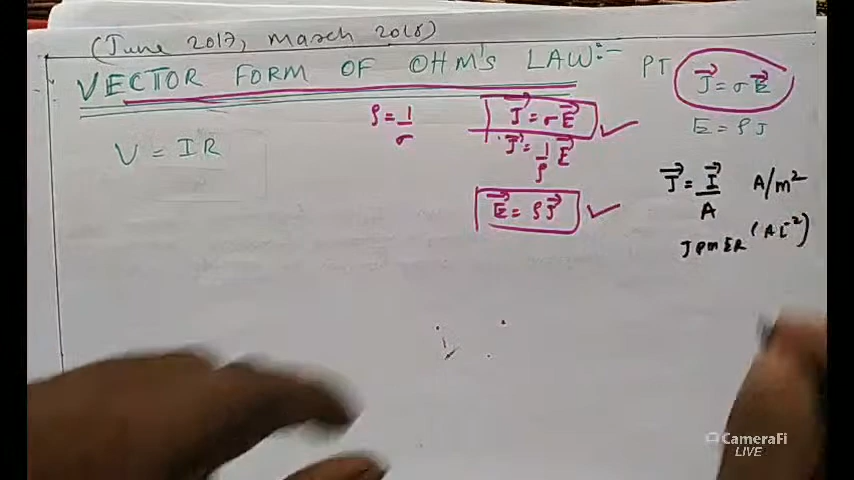 (June 2017, March 2018)
VECTOR FORM OF OHM'S LAW:-
PT J⃗ = σE⃗
E = ρJ
V = IR
ρ = 1/σ
J⃗ = σE⃗
J⃗ = 1/ρ E⃗
E⃗ = ρJ⃗
J⃗ = I⃗/A A/m²
(AL⁻²)
CameraFi
LIVE